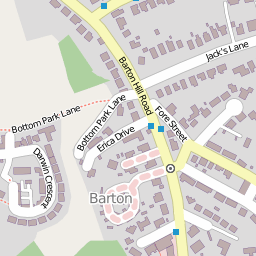 Jack's Lane
Barton Hill Road
Bottom Park Lane
Bottom Park Lane
Fore Street
Erica Drive
Darwin Crescent
Barton